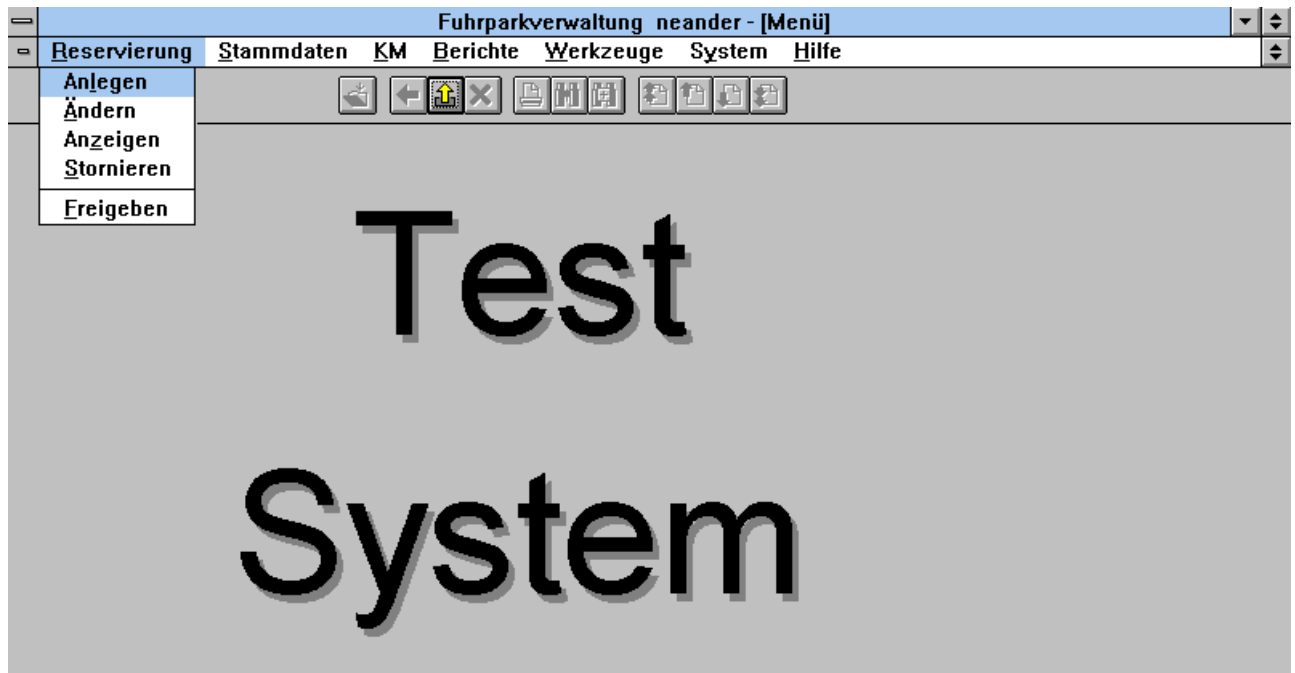 Fuhrparkverwaltung neander - [Menü]
Reservierung Stammdaten KM Berichte Werkzeuge System Hilfe
Anlegen
Ändern
Anzeigen
Stornieren
Freigeben
Test
System